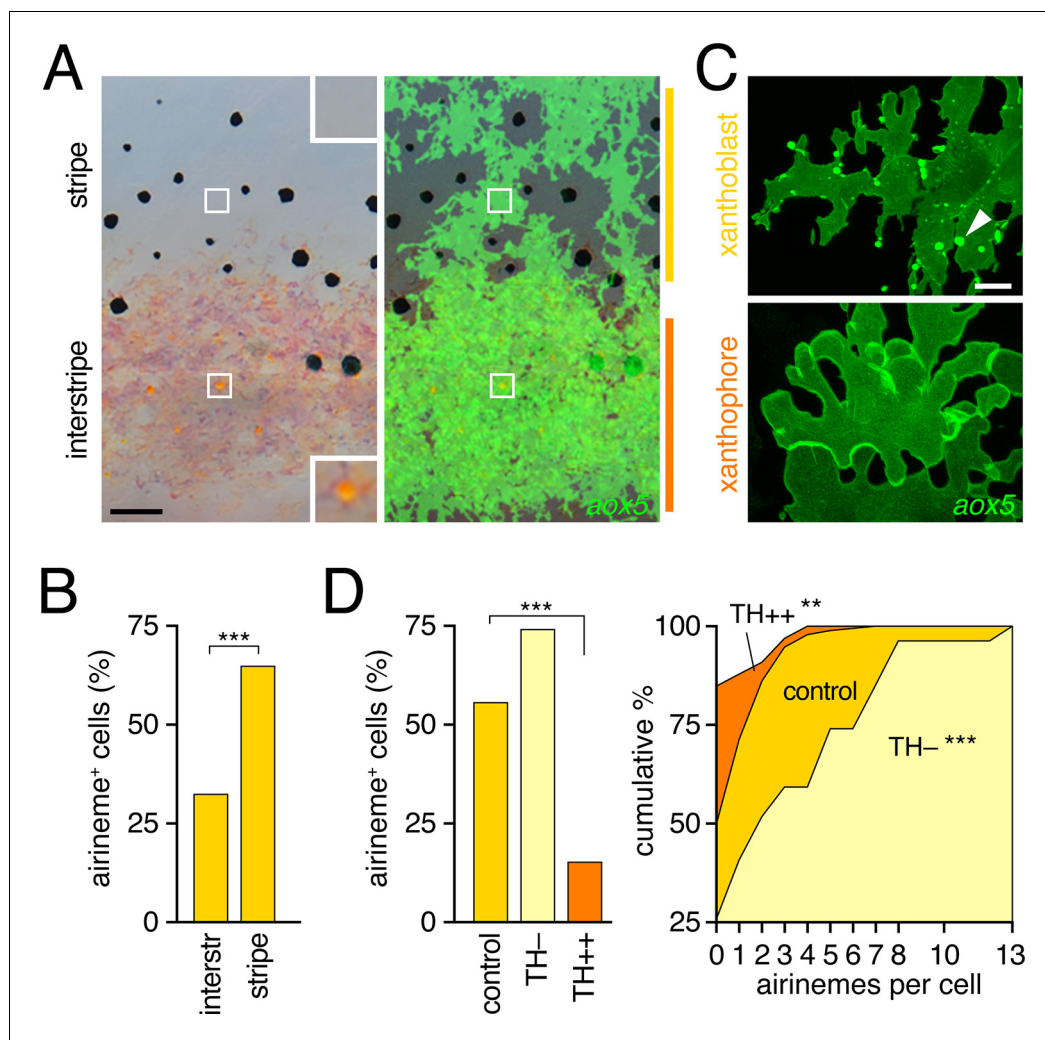 A
stripe
interstripe
aox5
C
xanthoblast
xanthophore
aox5
B
airineme+ cells (%)
75
50
25
0
***
interstr
stripe
D
airineme+ cells (%)
75
50
25
0
***
control
TH–
TH++
cumulative %
100
75
50
25
TH++ **
control
TH– ***
0 1 2 3 4 5 6 7 8 10 13
airinemes per cell